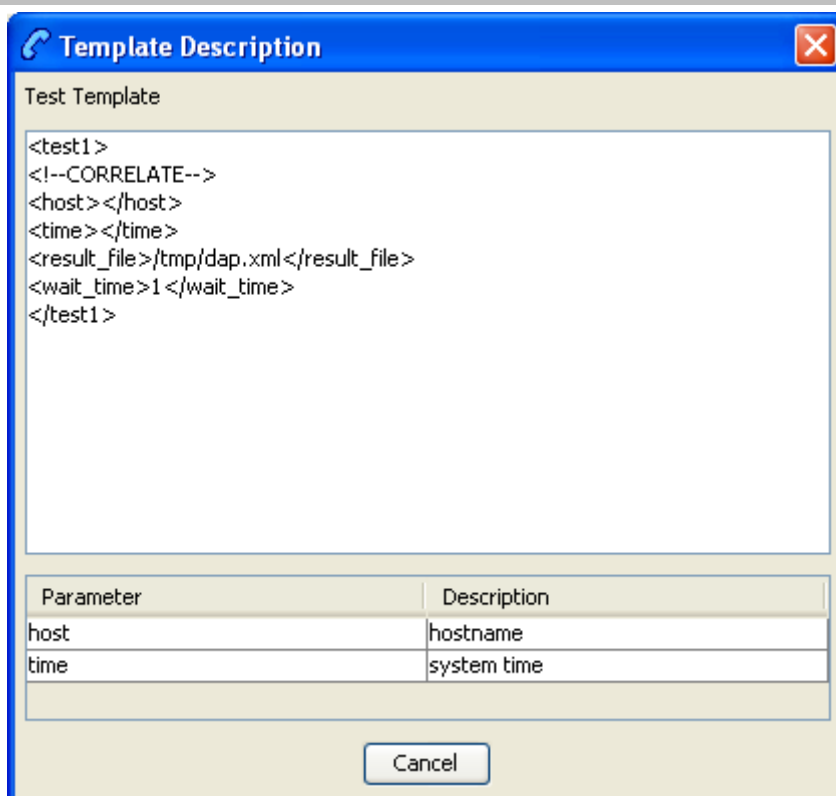 Template Description
Test Template
<test1>
<!--CORRELATE-->
<host></host>
<time></time>
<result_file>/tmp/dap.xml</result_file>
<wait_time>1</wait_time>
</test1>
Parameter Description
host hostname
time system time
Cancel